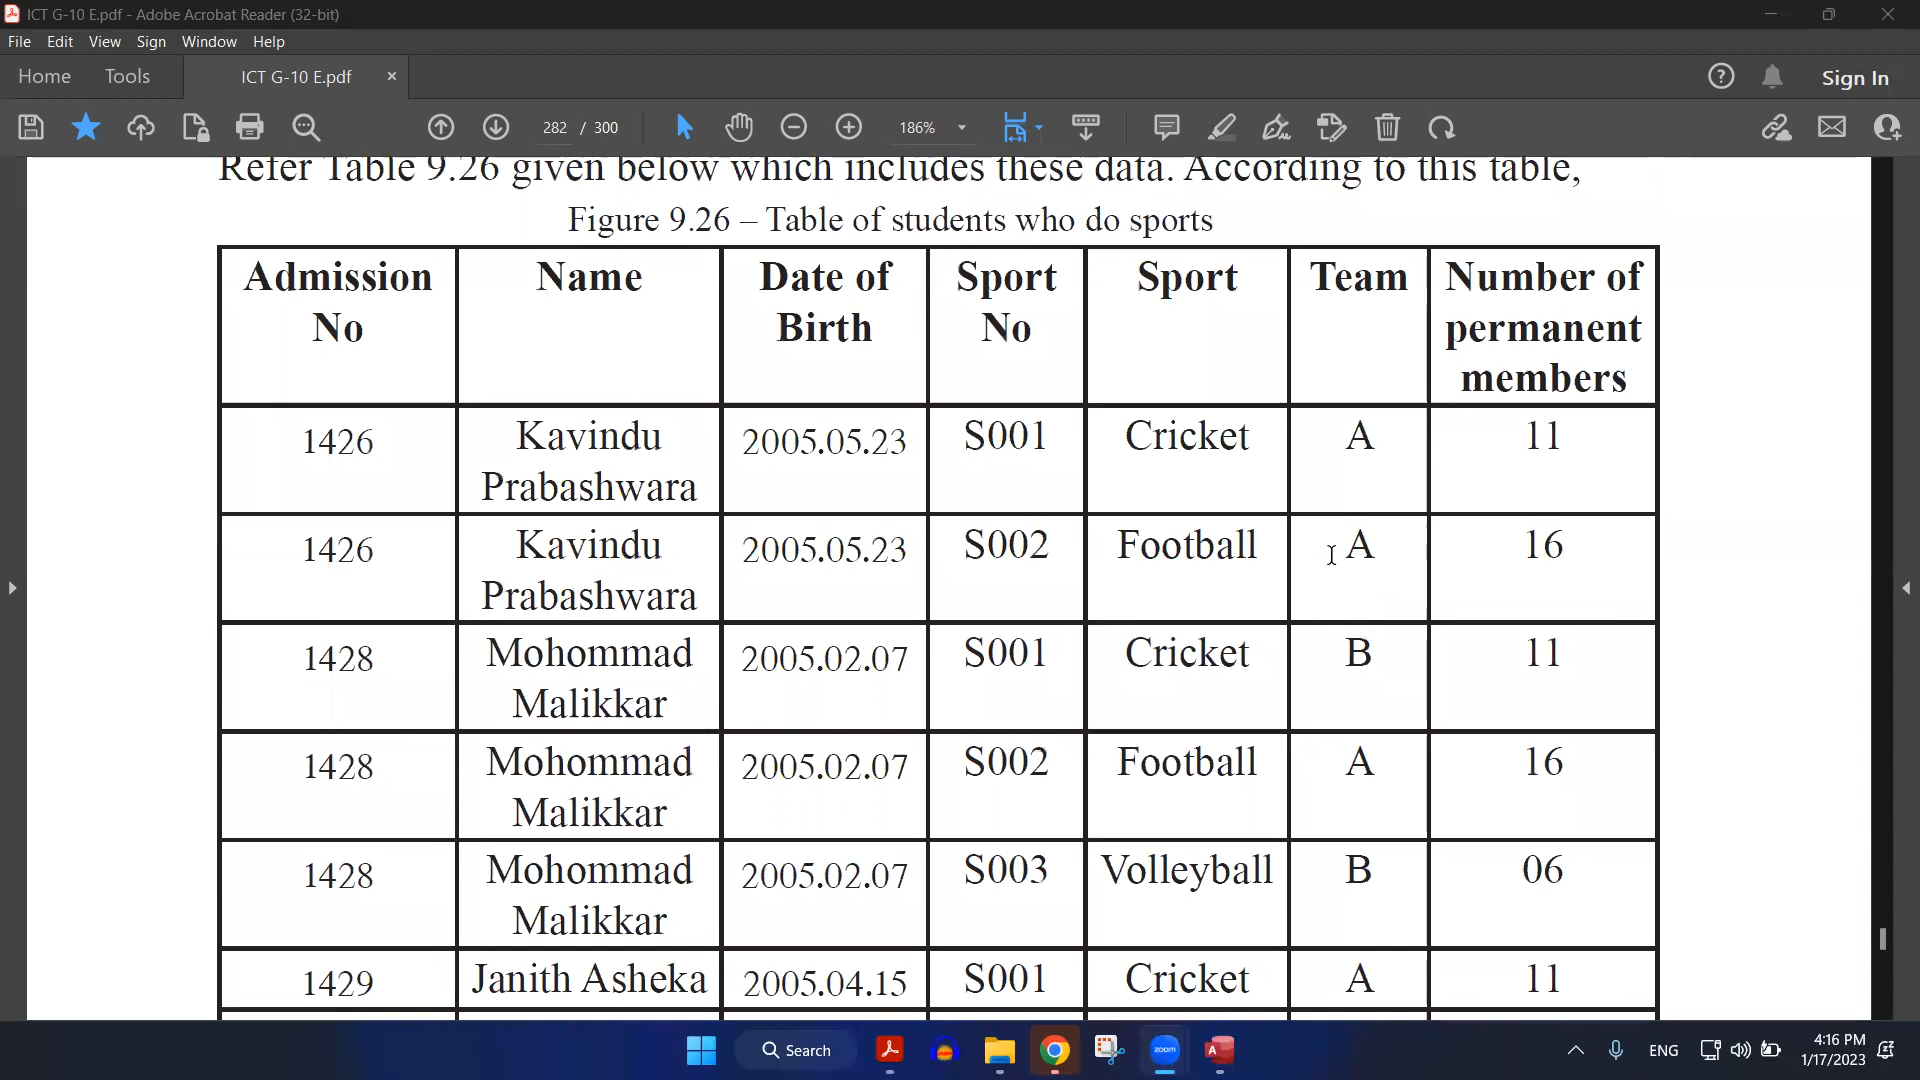 ICT G-10 E.pdf - Adobe Acrobat Reader (32-bit)
File Edit View Sign Window Help
Home Tools ICT G-10 E.pdf × Sign In
282 / 300 186%
Refer Table 9.26 given below which includes these data. According to this table,
Figure 9.26 – Table of students who do sports
Admission No Name Date of Birth Sport No Sport Team Number of permanent members
1426 Kavindu Prabashwara 2005.05.23 S001 Cricket A 11
1426 Kavindu Prabashwara 2005.05.23 S002 Football A 16
1428 Mohommad Malikkar 2005.02.07 S001 Cricket B 11
1428 Mohommad Malikkar 2005.02.07 S002 Football A 16
1428 Mohommad Malikkar 2005.02.07 S003 Volleyball B 06
1429 Janith Asheka 2005.04.15 S001 Cricket A 11
Search zoom ENG 4:16 PM
1/17/2023